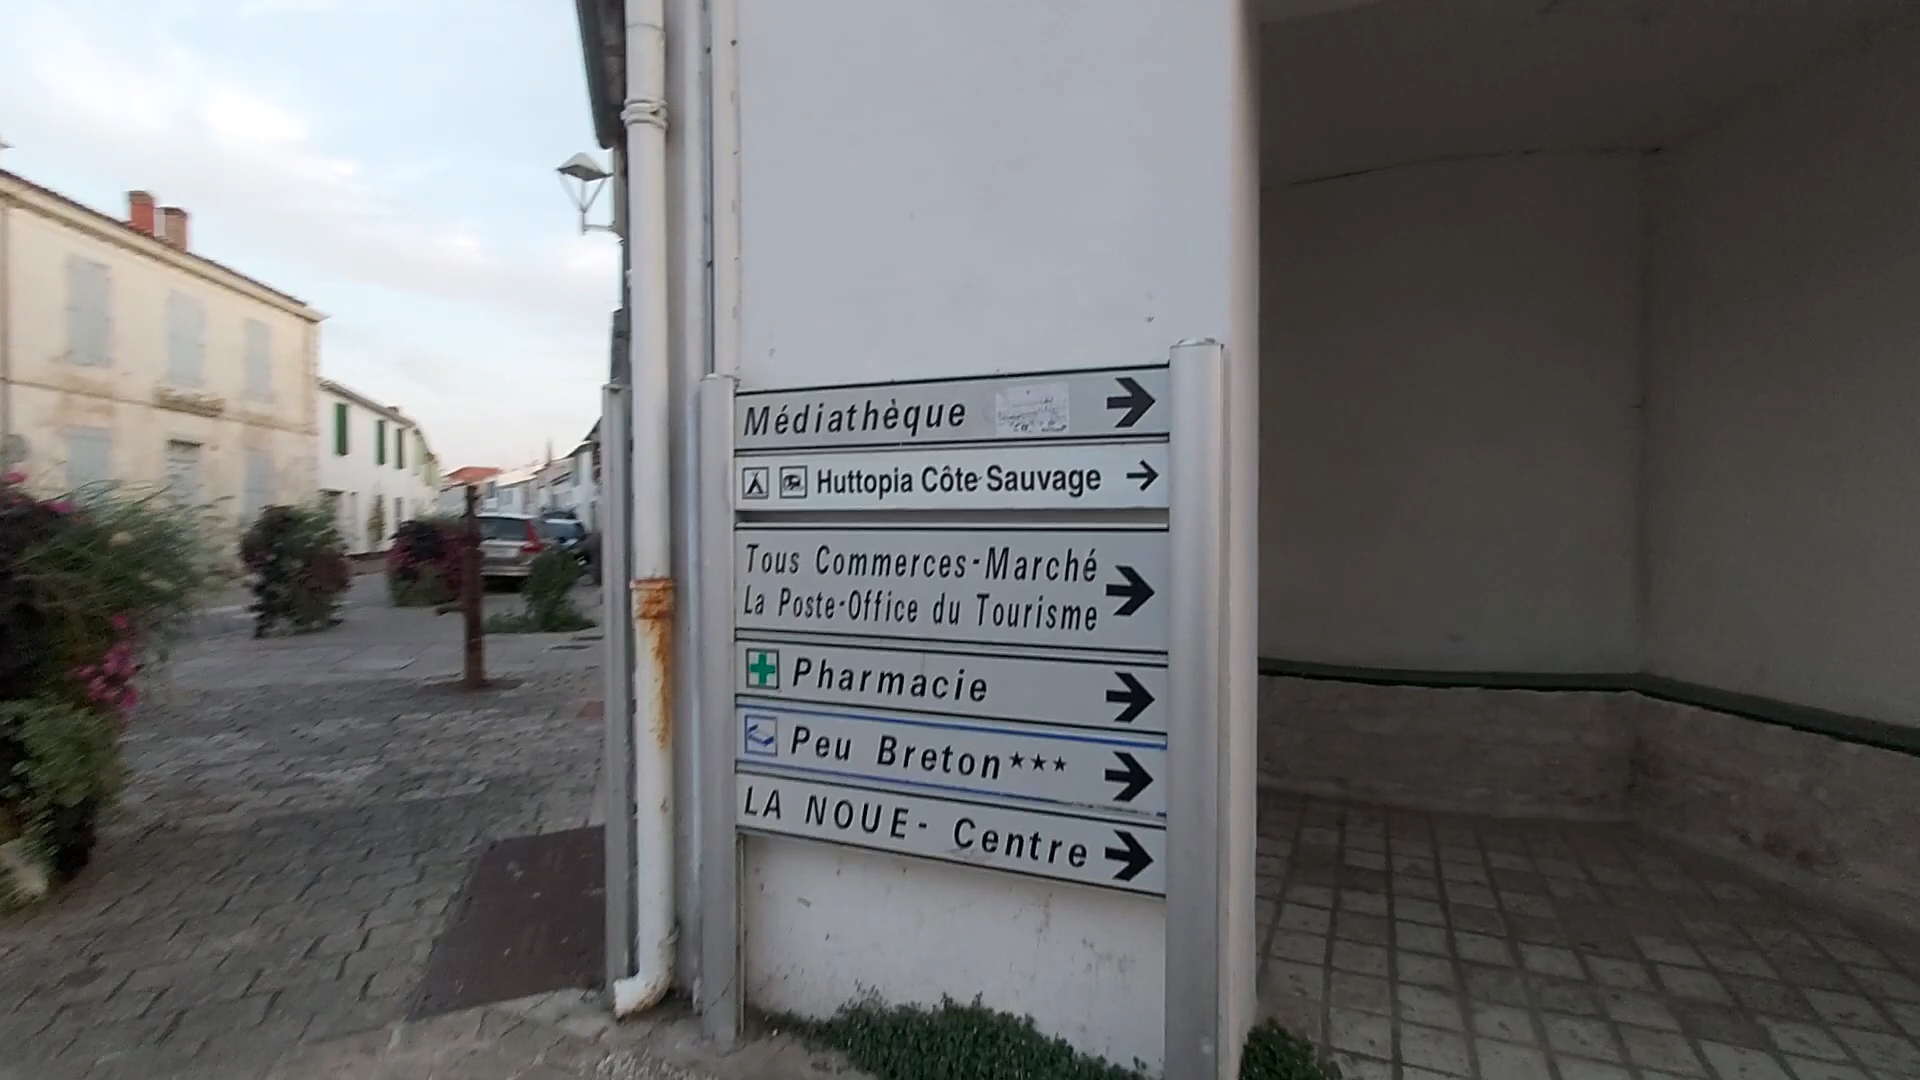 Médiathèque
Huttopia Côte Sauvage
Tous Commerces-Marché
La Poste-Office du Tourisme
Pharmacie
Peu Breton***
LA NOUE- Centre